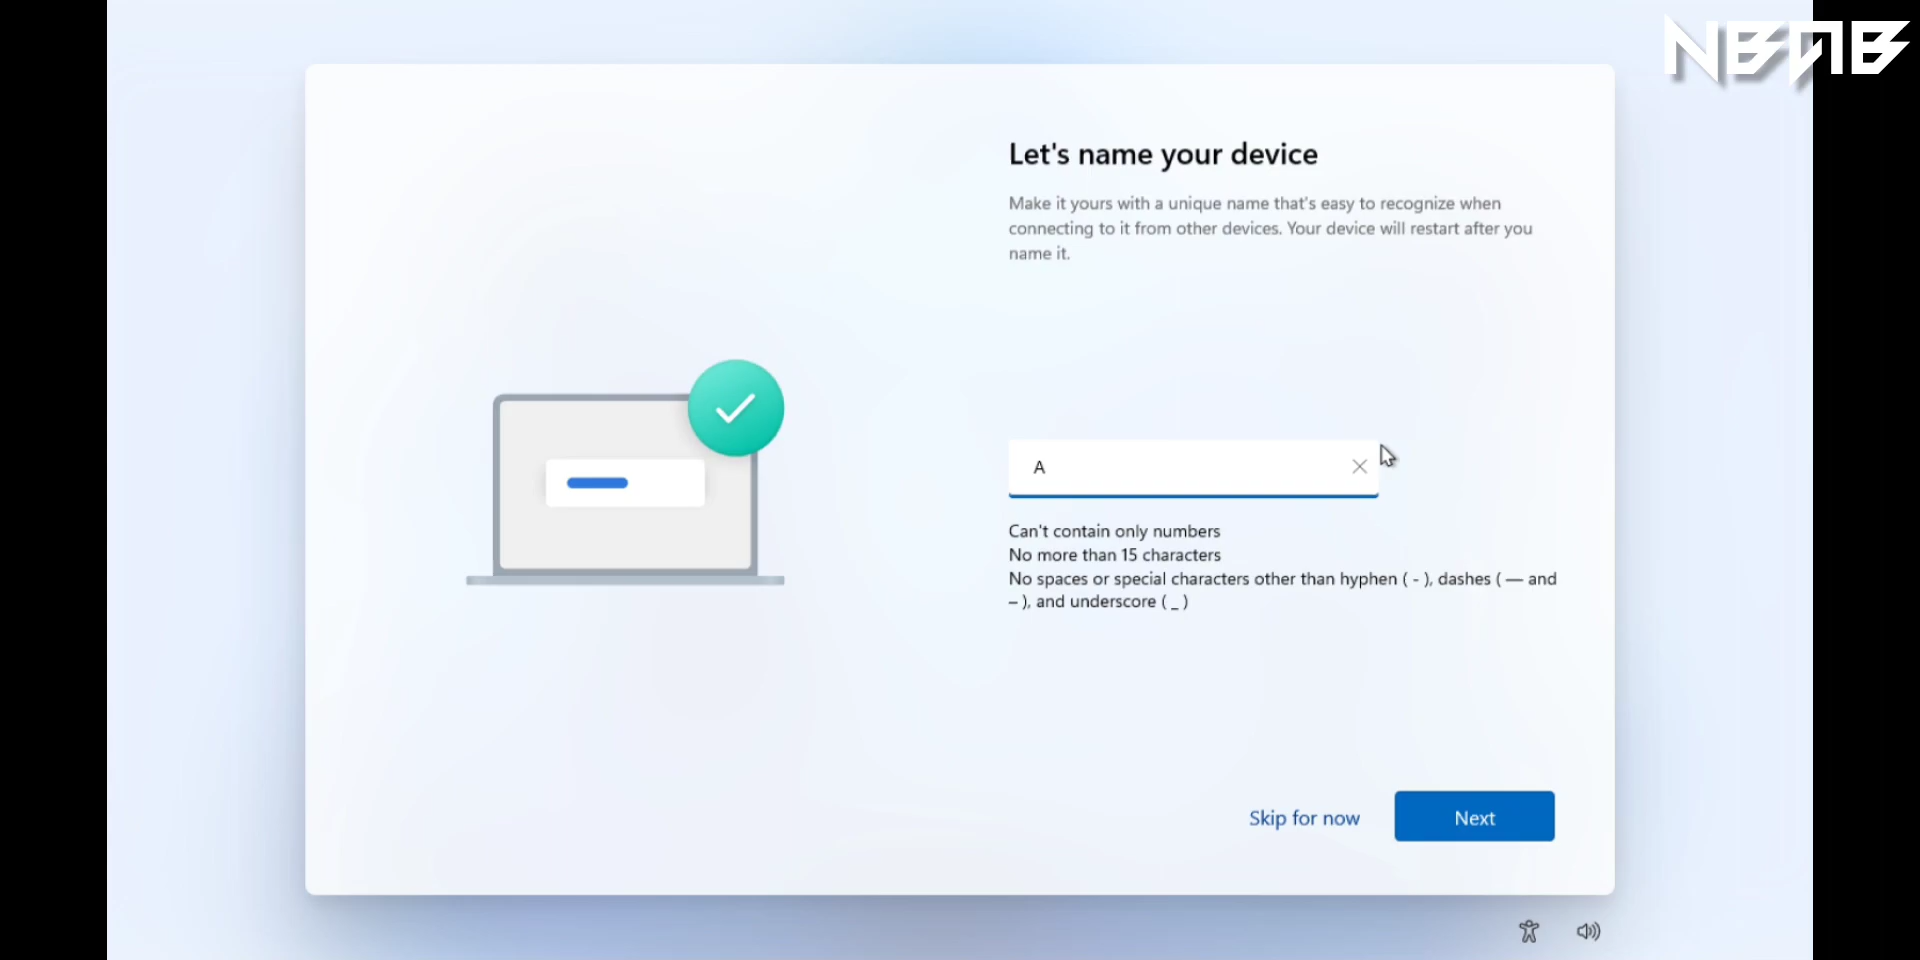 NBAB
Let's name your device
Make it yours with a unique name that's easy to recognize when
connecting to it from other devices. Your device will restart after you
name it.
A
Can't contain only numbers
No more than 15 characters
No spaces or special characters other than hyphen ( - ), dashes ( — and
– ), and underscore ( _ )
Skip for now
Next